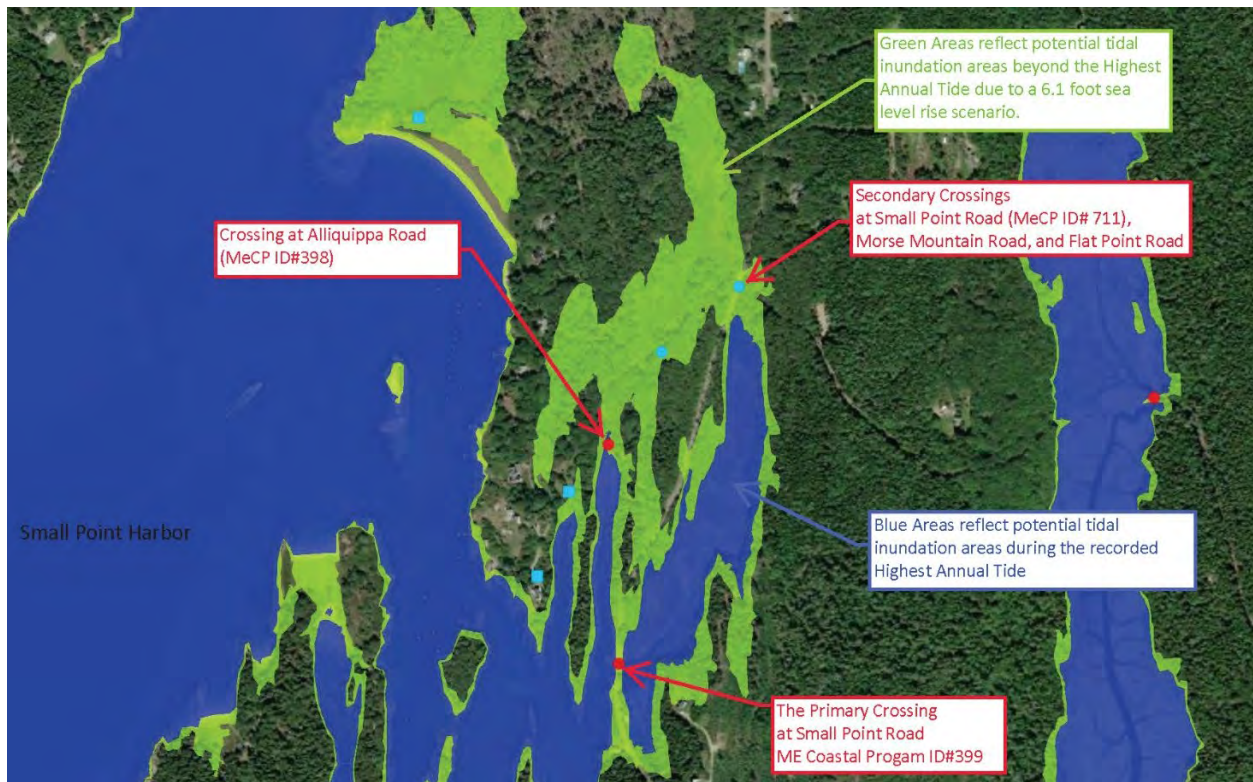 Green Areas reflect potential tidal
inundation areas beyond the Highest
Annual Tide due to a 6.1 foot sea
level rise scenario.
Secondary Crossings
at Small Point Road (MeCP ID# 711),
Morse Mountain Road, and Flat Point Road
Crossing at Alliquippa Road
(MeCP ID#398)
Small Point Harbor
Blue Areas reflect potential tidal
inundation areas during the recorded
Highest Annual Tide
The Primary Crossing
at Small Point Road
ME Coastal Progam ID#399